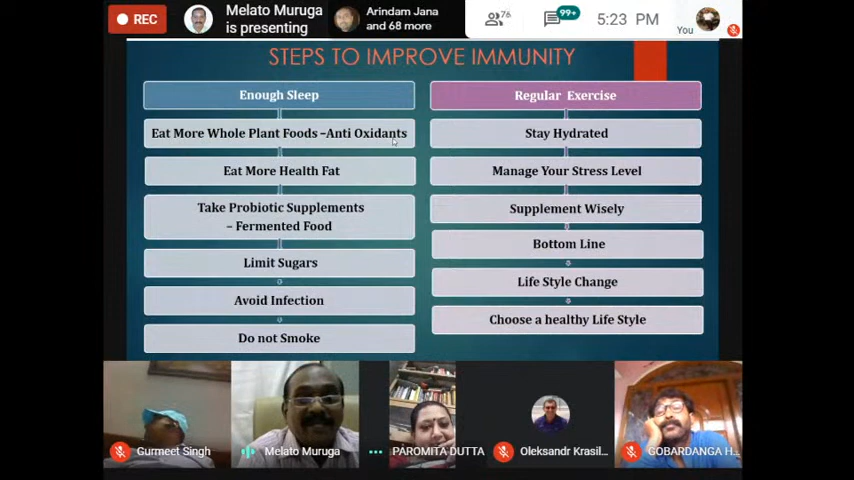 REC
Melato Muruga
is presenting
Arindam Jana
and 68 more
76
99+
5:23 PM
You
STEPS TO IMPROVE IMMUNITY
Enough Sleep
Eat More Whole Plant Foods –Anti Oxidants
Eat More Health Fat
Take Probiotic Supplements
– Fermented Food
Limit Sugars
Avoid Infection
Do not Smoke
Regular Exercise
Stay Hydrated
Manage Your Stress Level
Supplement Wisely
Bottom Line
Life Style Change
Choose a healthy Life Style
Gurmeet Singh
Melato Muruga
PAROMITA DUTTA
Oleksandr Krasil...
GOBARDANGA H...